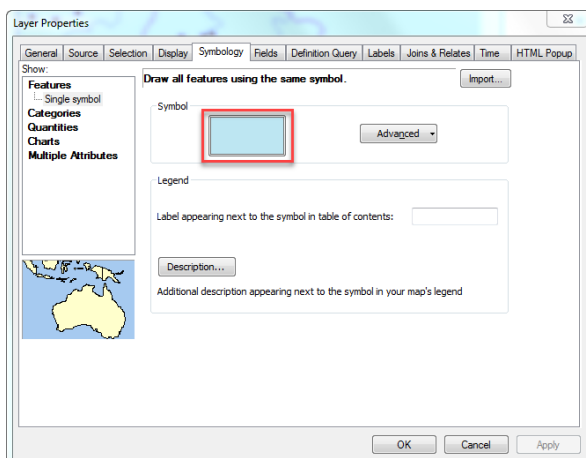 Layer Properties
General Source Selection Display Symbology Fields Definition Query Labels Joins & Relates Time HTML Popup
Show:
Features
Single symbol
Categories
Quantities
Charts
Multiple Attributes
Draw all features using the same symbol.
Import...
Symbol
Advanced
Legend
Label appearing next to the symbol in table of contents:
Description...
Additional description appearing next to the symbol in your map's legend
OK Cancel Apply